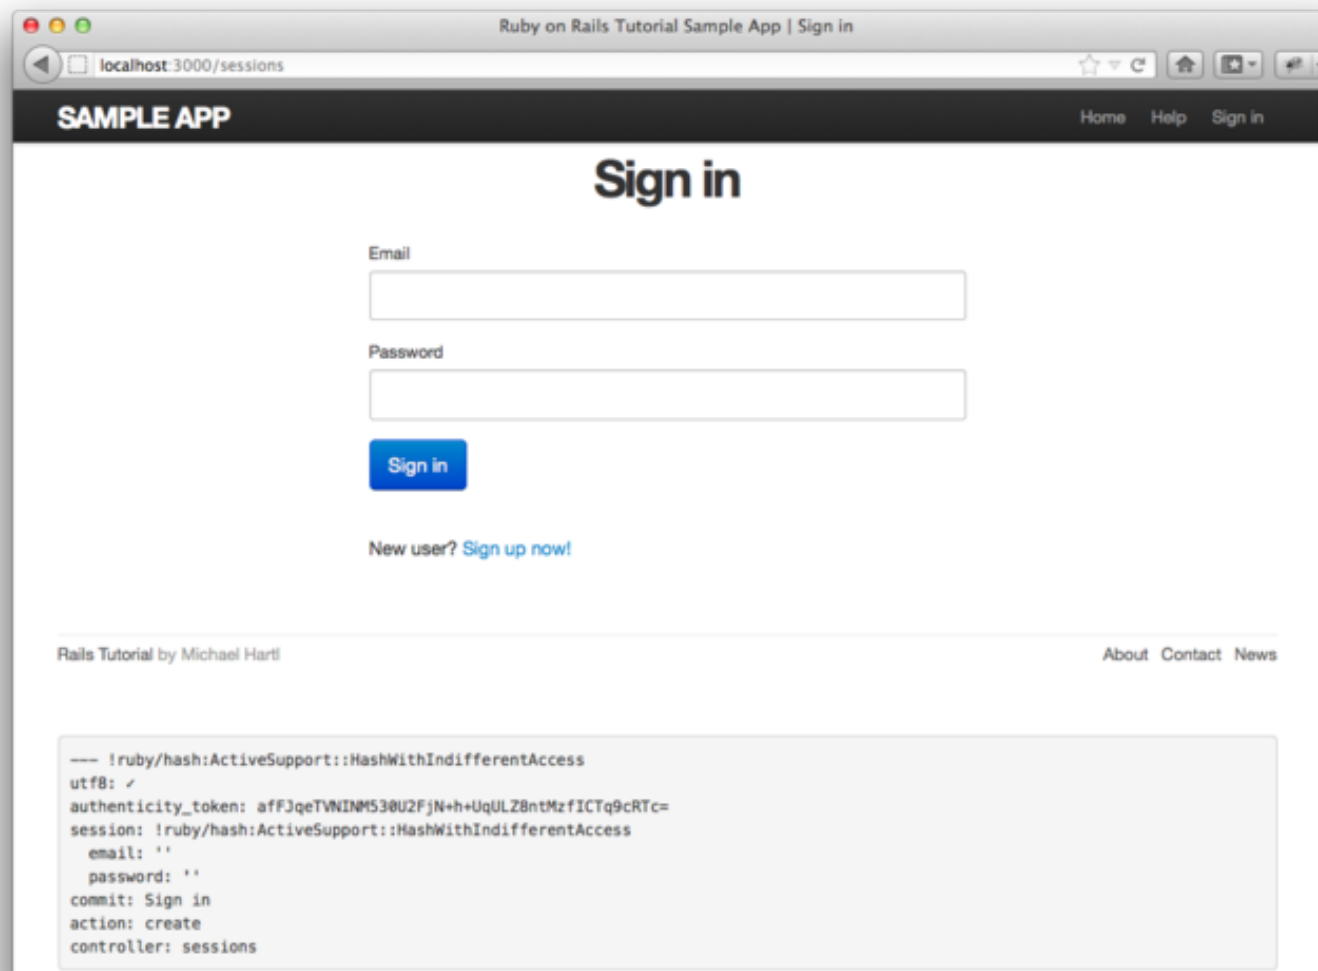 Ruby on Rails Tutorial Sample App | Sign in
localhost:3000/sessions
SAMPLE APP
Home Help Sign in
Sign in
Email
Password
Sign in
New user? Sign up now!
Rails Tutorial by Michael Hartl
About Contact News
--- !ruby/hash:ActiveSupport::HashWithIndifferentAccess
utf8: ✓
authenticity_token: afFJqeTVNINM530U2FjN+h+UqULZ8ntMzfICTq9cRTc=
session: !ruby/hash:ActiveSupport::HashWithIndifferentAccess
  email: ''
  password: ''
commit: Sign in
action: create
controller: sessions